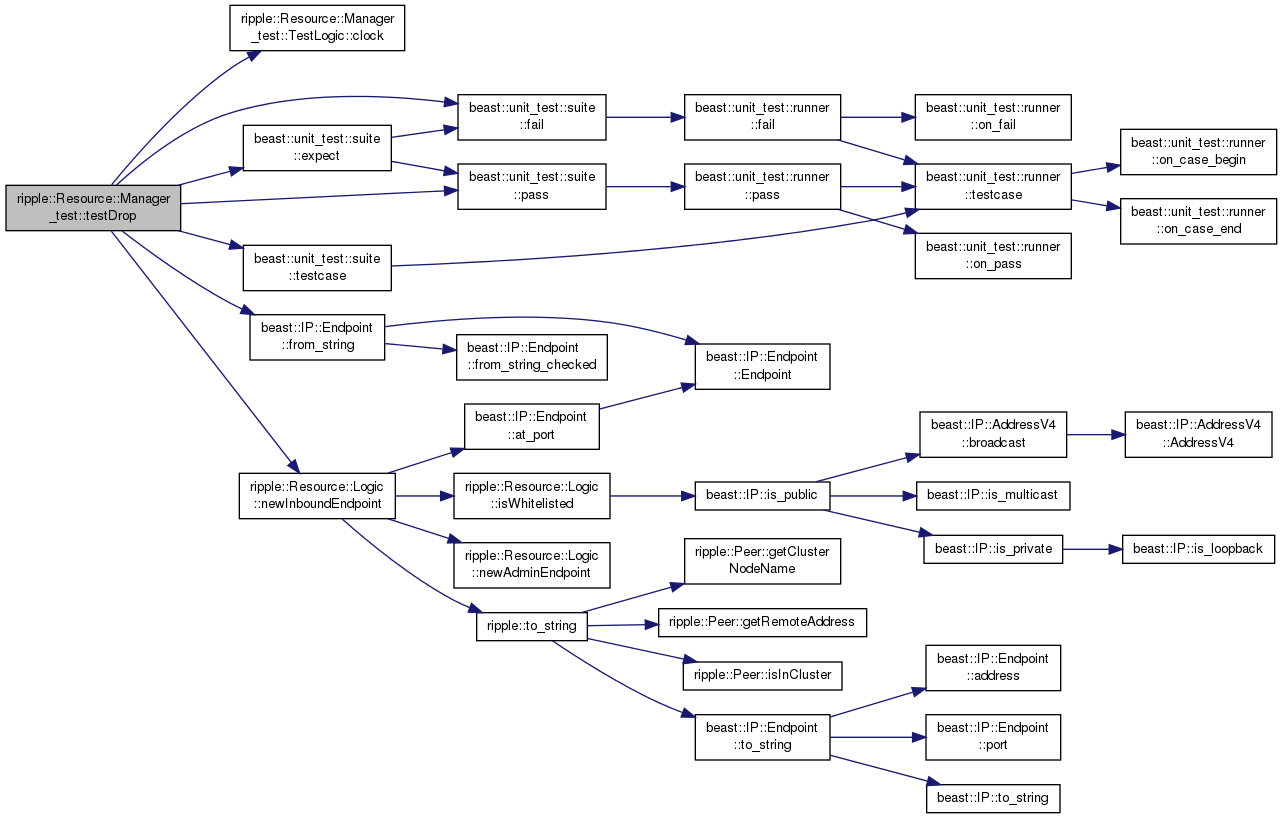 ripple::Resource::Manager
_test::TestLogic::clock
beast::unit_test::suite
::fail
beast::unit_test::runner
::fail
beast::unit_test::runner
::on_fail
beast::unit_test::suite
::expect
beast::unit_test::runner
::on_case_begin
beast::unit_test::suite
::pass
beast::unit_test::runner
::pass
beast::unit_test::runner
::testcase
ripple::Resource::Manager
_test::testDrop
beast::unit_test::runner
::on_case_end
beast::unit_test::suite
::testcase
beast::unit_test::runner
::on_pass
beast::IP::Endpoint
::from_string
beast::IP::Endpoint
::from_string_checked
beast::IP::Endpoint
::Endpoint
beast::IP::Endpoint
::at_port
beast::IP::AddressV4
::broadcast
beast::IP::AddressV4
::AddressV4
ripple::Resource::Logic
::newInboundEndpoint
ripple::Resource::Logic
::isWhitelisted
beast::IP::is_public
beast::IP::is_multicast
beast::IP::is_private
beast::IP::is_loopback
ripple::Resource::Logic
::newAdminEndpoint
ripple::Peer::getCluster
NodeName
ripple::to_string
ripple::Peer::getRemoteAddress
ripple::Peer::isInCluster
beast::IP::Endpoint
::address
beast::IP::Endpoint
::to_string
beast::IP::Endpoint
::port
beast::IP::to_string